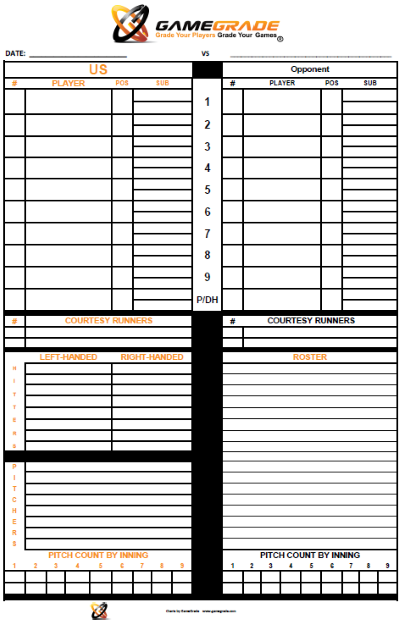 GAMEGRADE
Grade Your Players Grade Your Games ®
DATE: VS
US Opponent
# PLAYER POS SUB # PLAYER POS SUB
1
2
3
4
5
6
7
8
9
P/DH
# COURTESY RUNNERS # COURTESY RUNNERS
LEFT-HANDED RIGHT-HANDED ROSTER
HITTERS
PITCHERS
PITCH COUNT BY INNING PITCH COUNT BY INNING
1 2 3 4 5 6 7 8 9 1 2 3 4 5 6 7 8 9
www.gamegrade.com